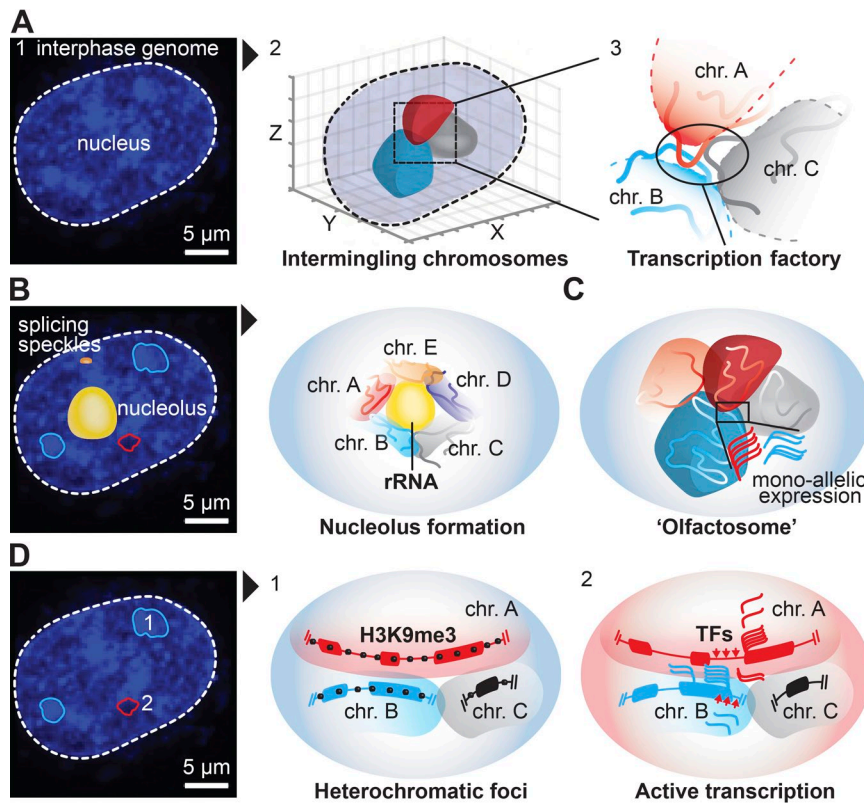 A
1 interphase genome
nucleus
5 µm
2
Z
Y
X
Intermingling chromosomes
3
chr. A
chr. B
chr. C
Transcription factory
B
splicing
speckles
nucleolus
5 µm
chr. E
chr. A
chr. D
chr. B
chr. C
rRNA
Nucleolus formation
C
mono-allelic
expression
'Olfactosome'
D
1
2
5 µm
1
chr. A
H3K9me3
chr. B
chr. C
Heterochromatic foci
2
chr. A
TFs
chr. B
chr. C
Active transcription